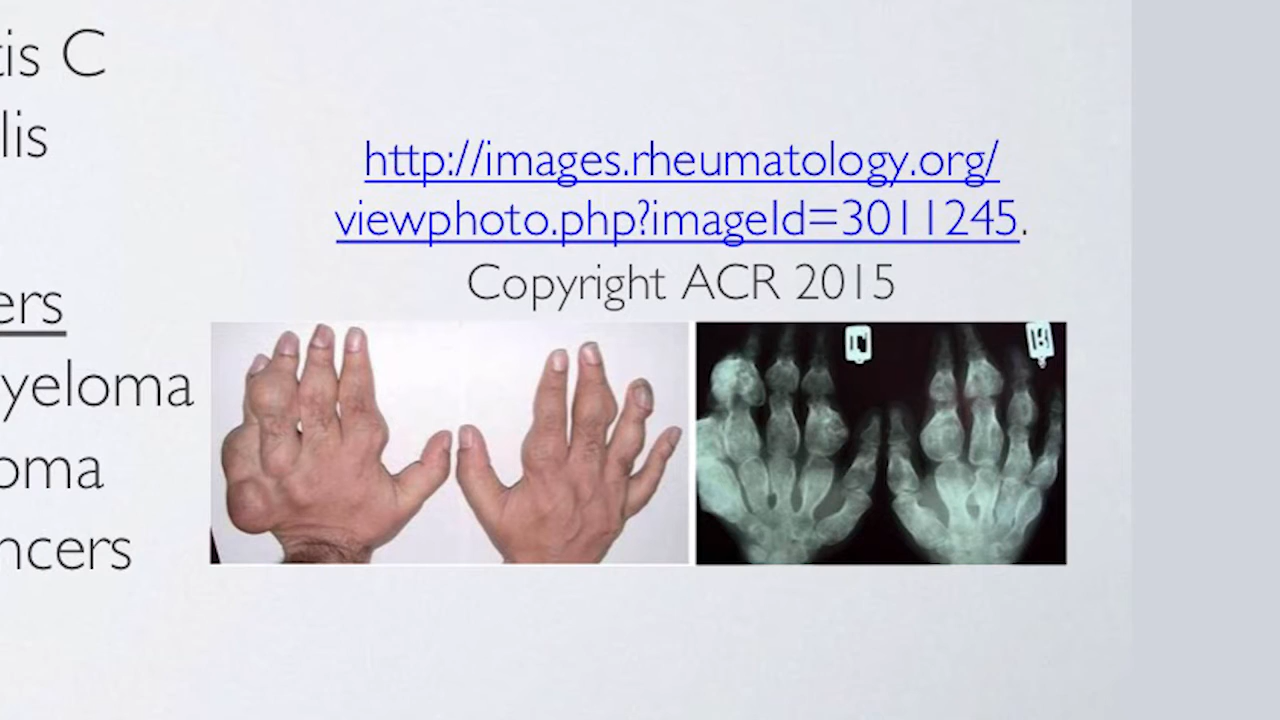 tis C
lis
http://images.rheumatology.org/
viewphoto.php?imageId=3011245.
Copyright ACR 2015
ers
yeloma
oma
ncers